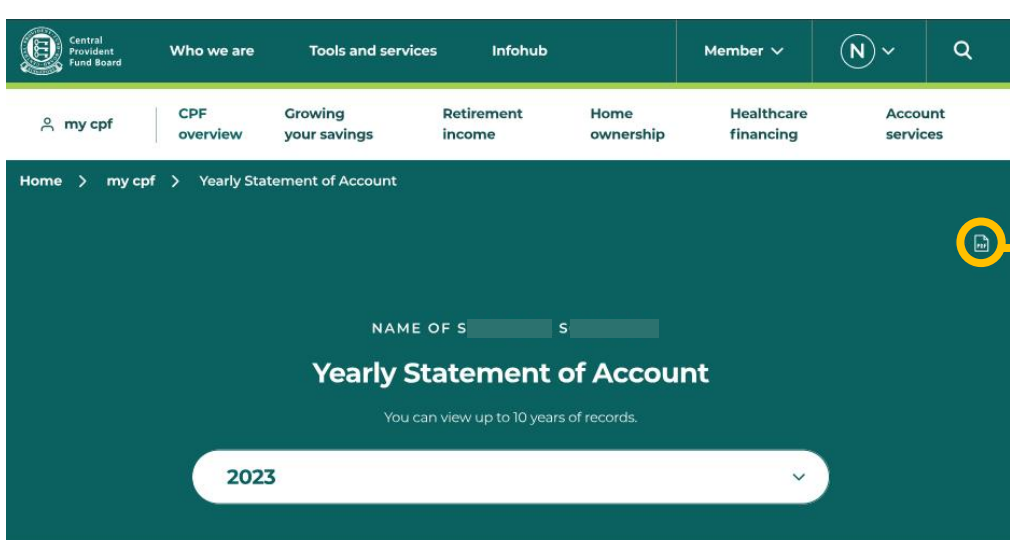 Central
Provident
Fund Board
Who we are
Tools and services
Infohub
Member
N
my cpf
CPF
overview
Growing
your savings
Retirement
income
Home
ownership
Healthcare
financing
Account
services
Home > my cpf > Yearly Statement of Account
PDF
NAME OF S S
Yearly Statement of Account
You can view up to 10 years of records.
2023